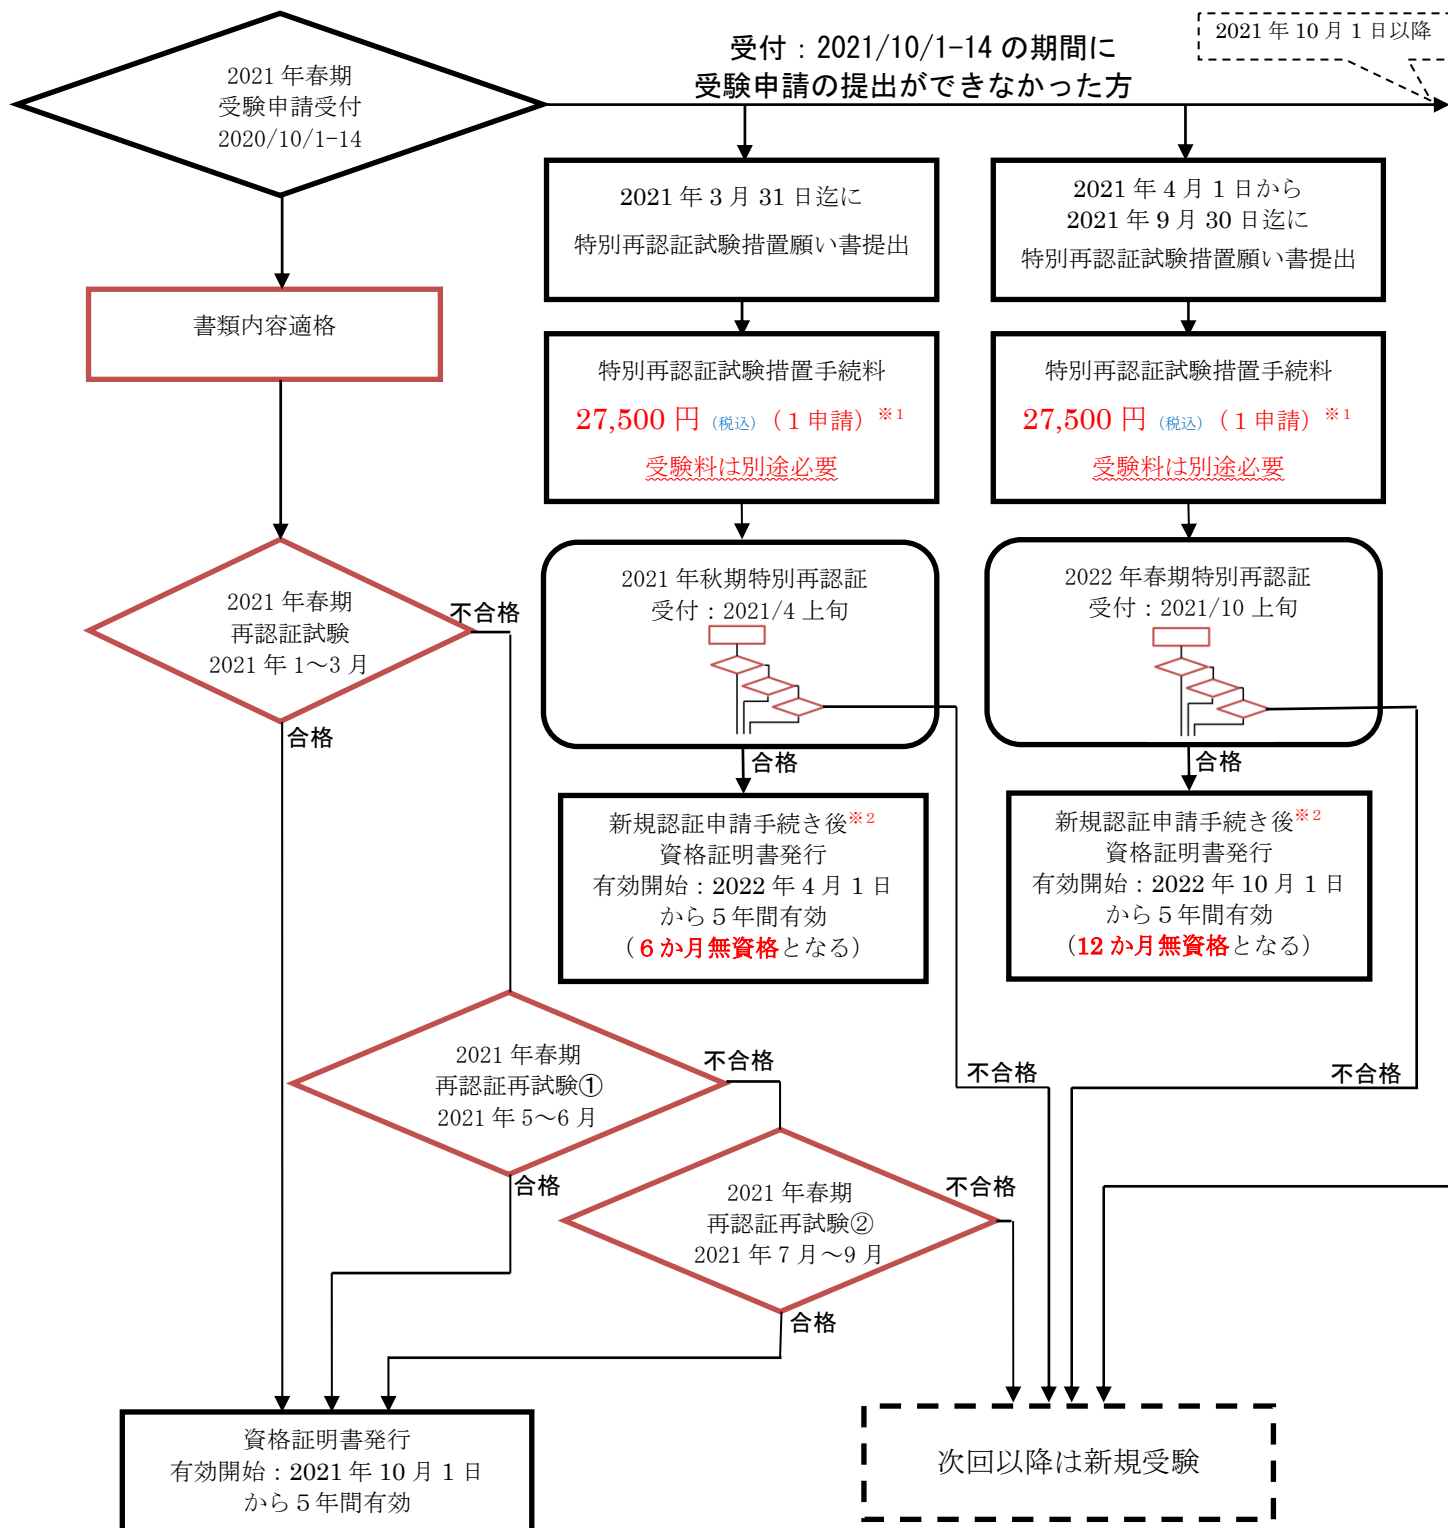 2021年10月1日以降
受付：2021/10/1-14の期間に
受験申請の提出ができなかった方
2021年春期
受験申請受付
2020/10/1-14
2021年3月31日迄に
特別再認証試験措置願い書提出
2021年4月1日から
2021年9月30日迄に
特別再認証試験措置願い書提出
書類内容適格
特別再認証試験措置手続料
27,500円（税込）（1申請）※1
受験料は別途必要
特別再認証試験措置手続料
27,500円（税込）（1申請）※1
受験料は別途必要
2021年春期
再認証試験
2021年1～3月
不合格
合格
2021年秋期特別再認証
受付：2021/4上旬
2022年春期特別再認証
受付：2021/10上旬
合格
合格
新規認証申請手続き後※2
資格証明書発行
有効開始：2022年4月1日
から５年間有効
（６か月無資格となる）
新規認証申請手続き後※2
資格証明書発行
有効開始：2022年10月1日
から５年間有効
（12か月無資格となる）
2021年春期
再認証再試験①
2021年5～6月
不合格
不合格
不合格
合格
2021年春期
再認証再試験②
2021年7月～9月
不合格
合格
資格証明書発行
有効開始：2021年10月1日
から５年間有効
次回以降は新規受験